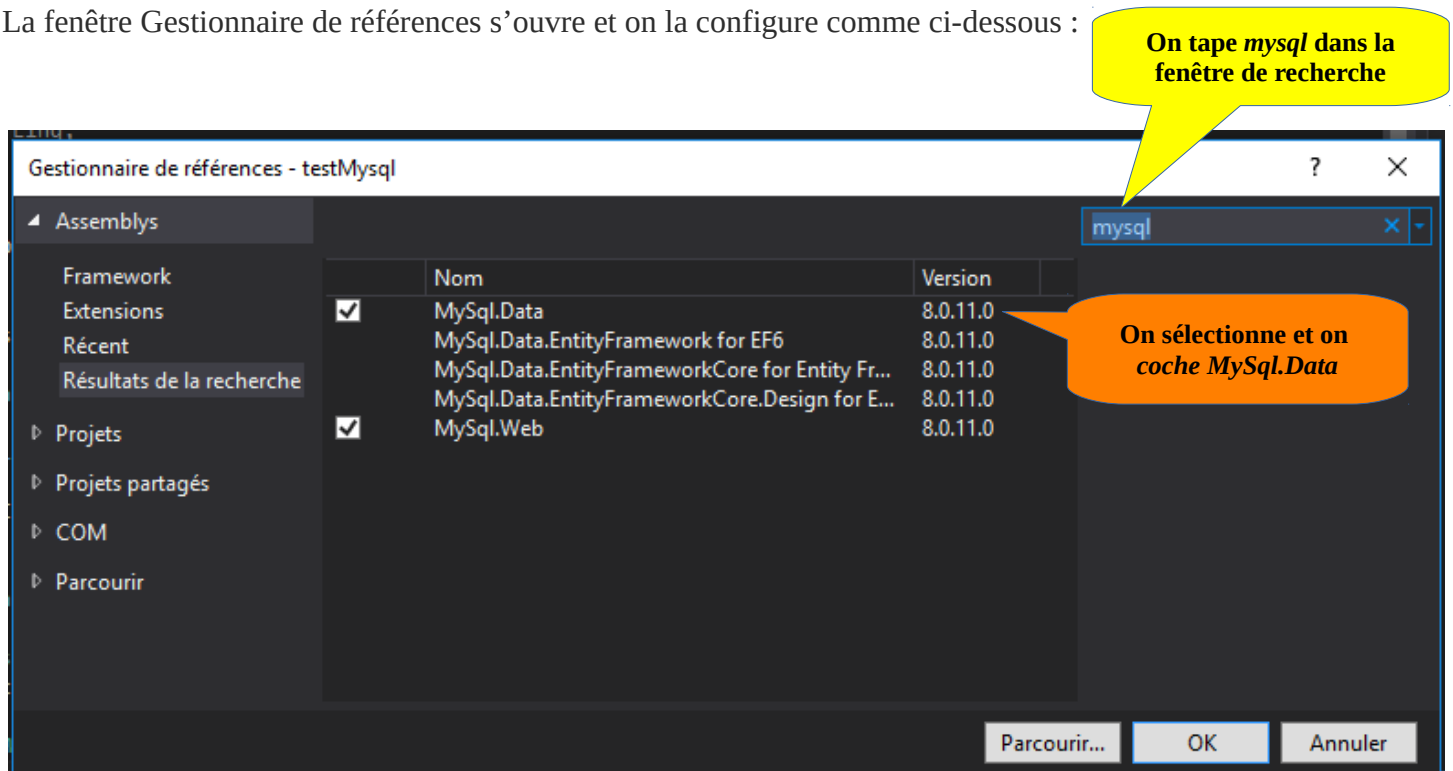 La fenêtre Gestionnaire de références s’ouvre et on la configure comme ci-dessous :
On tape mysql dans la
fenêtre de recherche
Gestionnaire de références - testMysql
?
Assemblys
mysql
Framework
Extensions
Récent
Résultats de la recherche
Projets
Projets partagés
COM
Parcourir
Nom Version
MySql.Data 8.0.11.0
MySql.Data.EntityFramework for EF6 8.0.11.0
MySql.Data.EntityFrameworkCore for Entity Fr... 8.0.11.0
MySql.Data.EntityFrameworkCore.Design for E... 8.0.11.0
MySql.Web 8.0.11.0
On sélectionne et on
coche MySql.Data
Parcourir... OK Annuler